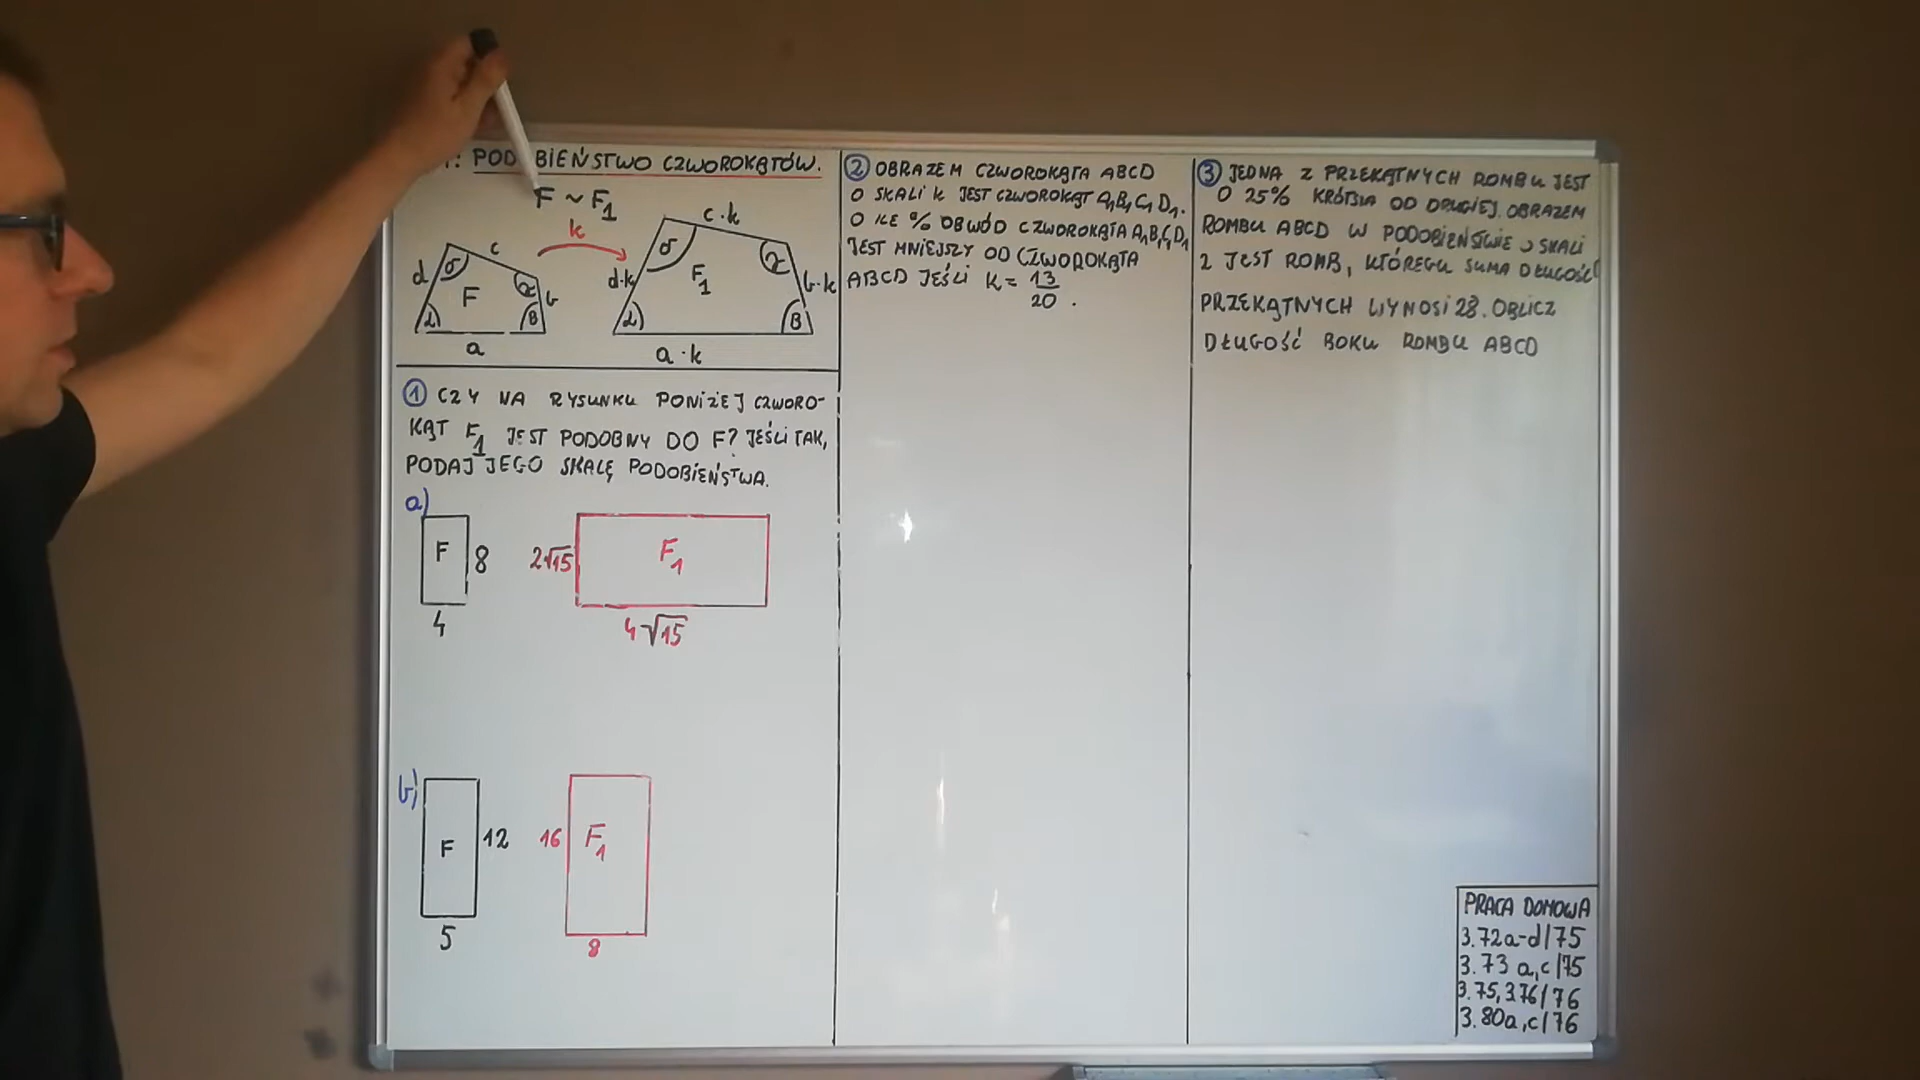 PODOBIEŃSTWO CZWOROKĄTÓW.
F ~ F1
k
d
δ
c
γ
b
F
α
β
a
c·k
δ
γ
d·k
F1
b·k
α
β
a·k
① CZY NA RYSUNKU PONIŻEJ CZWORO-
KĄT F1 JEST PODOBNY DO F? JEŚLI TAK,
PODAJ JEGO SKALĘ PODOBIEŃSTWA.
a)
F
8
4
2√15
F1
4√15
b)
F
12
5
16
F1
8
② OBRAZEM CZWOROKĄTA ABCD
O SKALI K JEST CZWOROKĄT A1B1C1D1.
O ILE % OBWÓD CZWOROKĄTA A1B1C1D1
JEST MNIEJSZY OD CZWOROKĄTA
ABCD JEŚLI K = 13/20.
③ JEDNA Z PRZEKĄTNYCH ROMBU JEST
O 25% KRÓTSZA OD DRUGIEJ. OBRAZEM
ROMBU ABCD W PODOBIEŃSTWIE O SKALI
2 JEST ROMB, KTÓREGO SUMA DŁUGOŚCI
PRZEKĄTNYCH WYNOSI 28. OBLICZ
DŁUGOŚĆ BOKU ROMBU ABCD
PRACA DOMOWA
3.72a-d/75
3.73 a,c/75
3.75, 3.76/76
3.80a,c/76